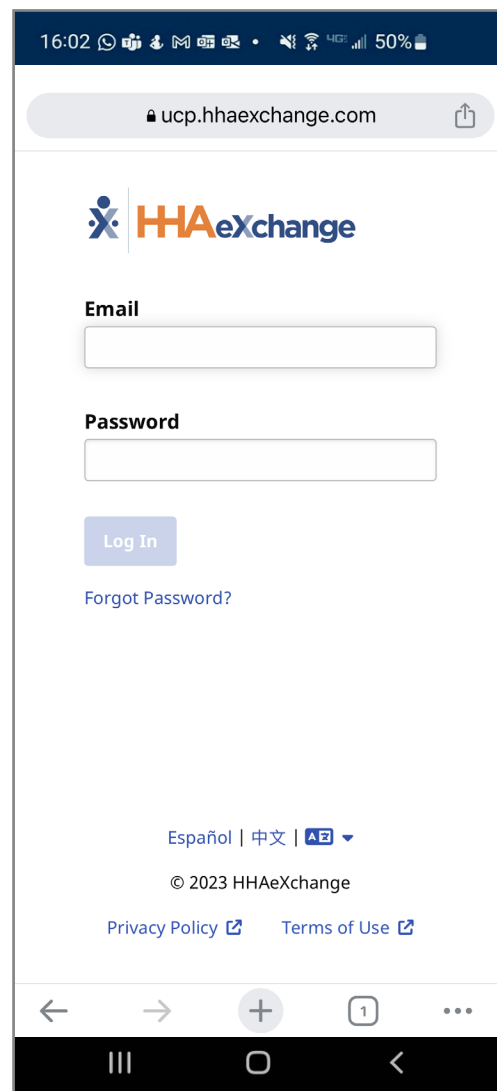 16:02 4GE 50%
ucp.hhaexchange.com
HHAeXchange
Email
Password
Log In
Forgot Password?
Español | 中文 |
© 2023 HHAeXchange
Privacy Policy Terms of Use
1